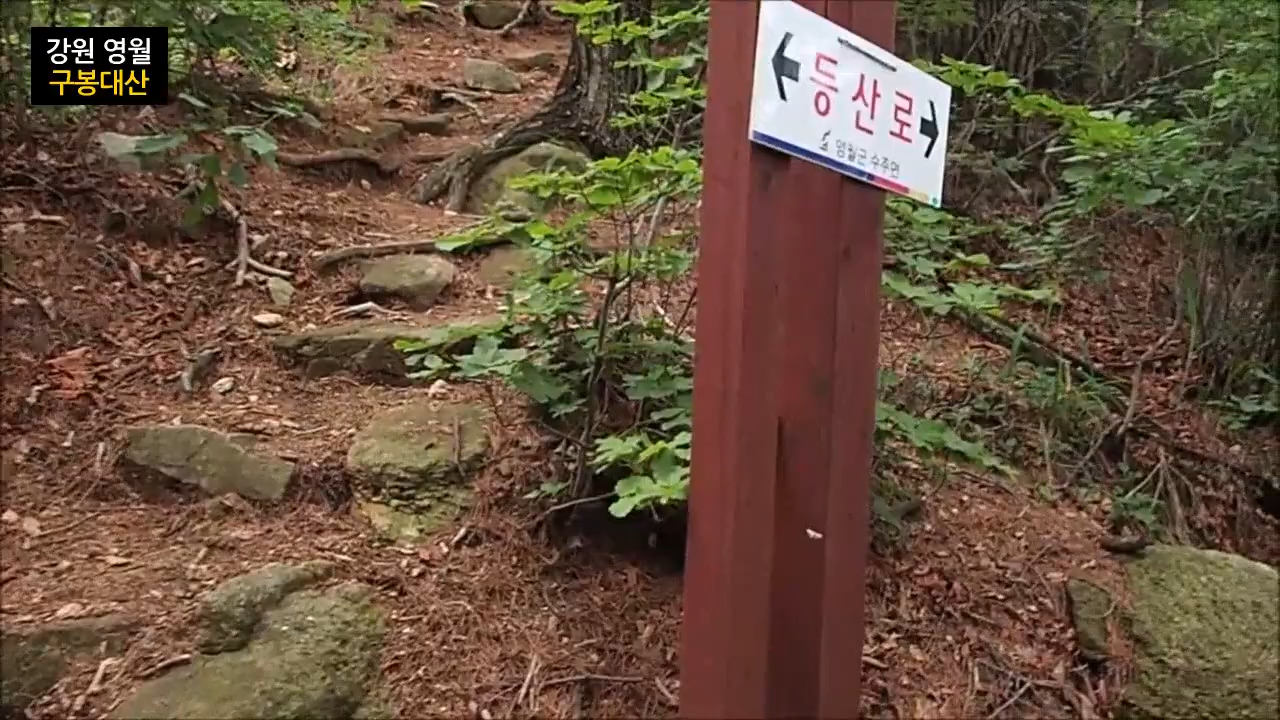 강원 영월
구봉대산
← 등산로 →
영월군 수주면